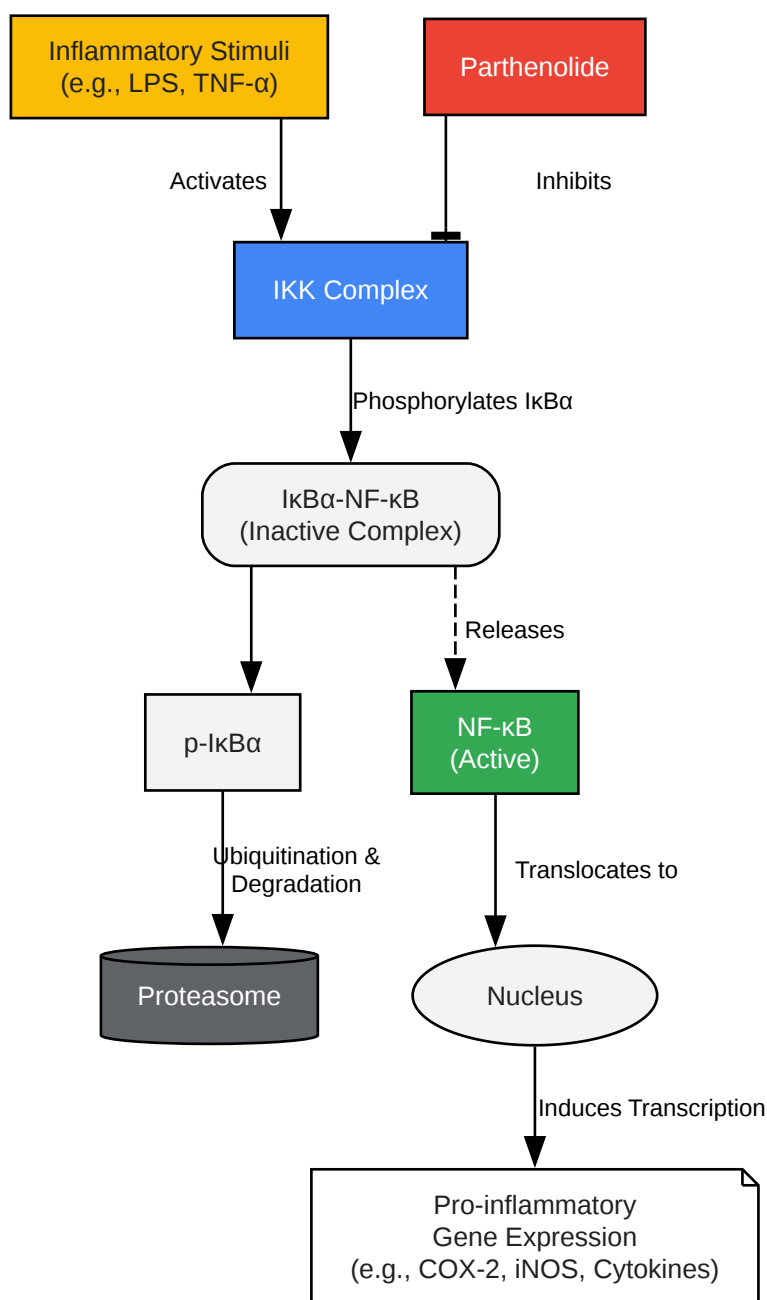 Inflammatory Stimuli
(e.g., LPS, TNF-α)
Parthenolide
Activates
Inhibits
IKK Complex
Phosphorylates IκBα
IκBα-NF-κB
(Inactive Complex)
Releases
p-IκBα
NF-κB
(Active)
Ubiquitination &
Degradation
Translocates to
Proteasome
Nucleus
Induces Transcription
Pro-inflammatory
Gene Expression
(e.g., COX-2, iNOS, Cytokines)